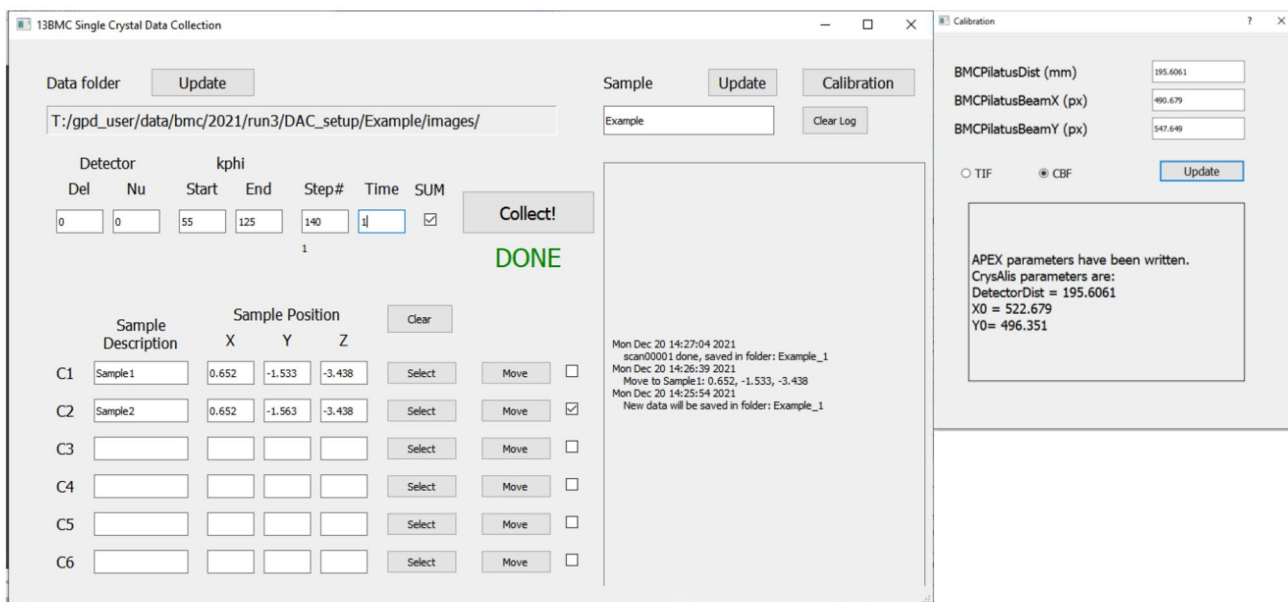 13BMC Single Crystal Data Collection
Data folder Update
T:/gpd_user/data/bmc/2021/run3/DAC_setup/Example/images/
Sample Update Calibration
Example Clear Log
Detector kphi
Del Nu Start End Step# Time SUM
0 0 55 125 140 1
1
Collect!
DONE
Sample Description
Sample Position
X Y Z
Clear
C1 Sample1 0.652 -1.533 -3.438 Select Move
C2 Sample2 0.652 -1.563 -3.438 Select Move
C3 Select Move
C4 Select Move
C5 Select Move
C6 Select Move
Mon Dec 20 14:27:04 2021
scan00001 done, saved in folder: Example_1
Mon Dec 20 14:26:39 2021
Move to Sample1: 0.652, -1.533, -3.438
Mon Dec 20 14:25:54 2021
New data will be saved in folder: Example_1
Calibration ?
BMCPilatusDist (mm) 195.6061
BMCPilatusBeamX (px) 490.679
BMCPilatusBeamY (px) 547.649
TIF CBF Update
APEX parameters have been written.
CrysAlis parameters are:
DetectorDist = 195.6061
X0 = 522.679
Y0= 496.351